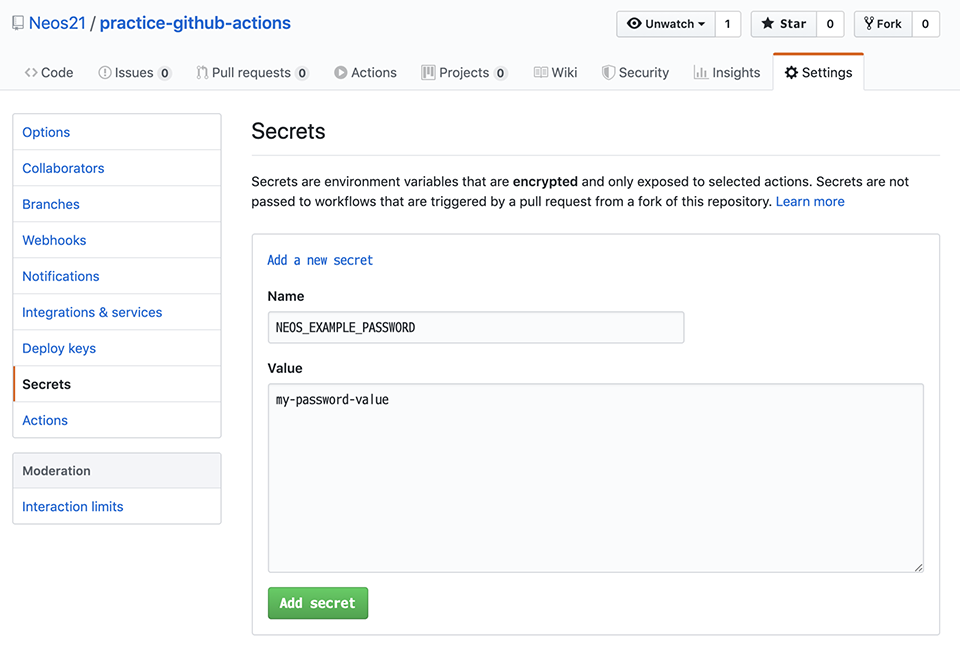 Neos21 / practice-github-actions
Unwatch 1 Star 0 Fork 0
Code Issues 0 Pull requests 0 Actions Projects 0 Wiki Security Insights Settings
Options
Collaborators
Branches
Webhooks
Notifications
Integrations & services
Deploy keys
Secrets
Actions
Moderation
Interaction limits
Secrets
Secrets are environment variables that are encrypted and only exposed to selected actions. Secrets are not
passed to workflows that are triggered by a pull request from a fork of this repository. Learn more
Add a new secret
Name
NEOS_EXAMPLE_PASSWORD
Value
my-password-value
Add secret